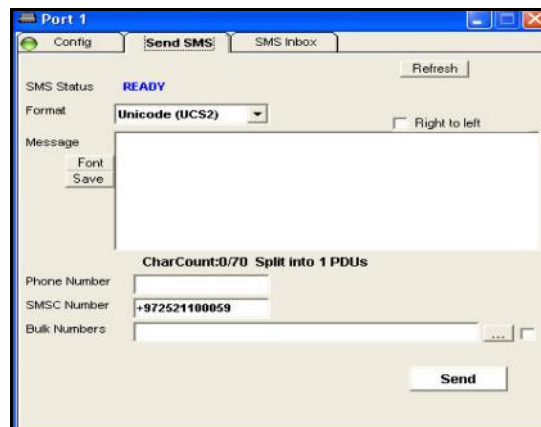 Port 1
Config Send SMS SMS Inbox
Refresh
SMS Status READY
Format Unicode (UCS2) Right to left
Message
Font
Save
CharCount:0/70 Split into 1 PDUs
Phone Number
SMSC Number +972521100059
Bulk Numbers ...
Send